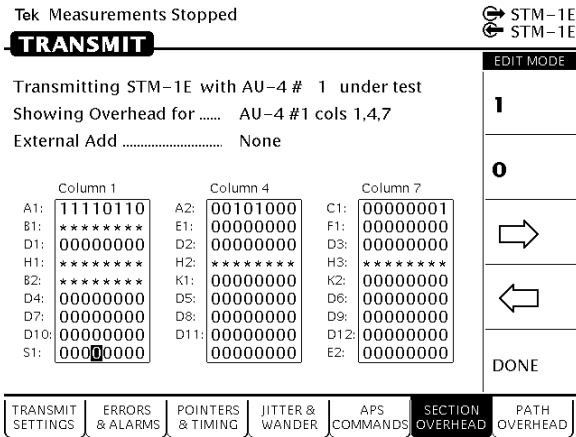 Tek Measurements Stopped
STM-1E
STM-1E
TRANSMIT
EDIT MODE
Transmitting STM-1E with AU-4 # 1 under test
Showing Overhead for ...... AU-4 #1 cols 1,4,7
External Add ............................ None
1
0
DONE
Column 1 Column 4 Column 7
A1: 11110110 A2: 00101000 C1: 00000001
B1: ******** E1: 00000000 F1: 00000000
D1: 00000000 D2: 00000000 D3: 00000000
H1: ******** H2: ******** H3: ********
B2: ******** K1: 00000000 K2: 00000000
D4: 00000000 D5: 00000000 D6: 00000000
D7: 00000000 D8: 00000000 D9: 00000000
D10: 00000000 D11: 00000000 D12: 00000000
S1: 00000000 00000000 E2: 00000000
TRANSMIT SETTINGS
ERRORS & ALARMS
POINTERS & TIMING
JITTER & WANDER
APS COMMANDS
SECTION OVERHEAD
PATH OVERHEAD